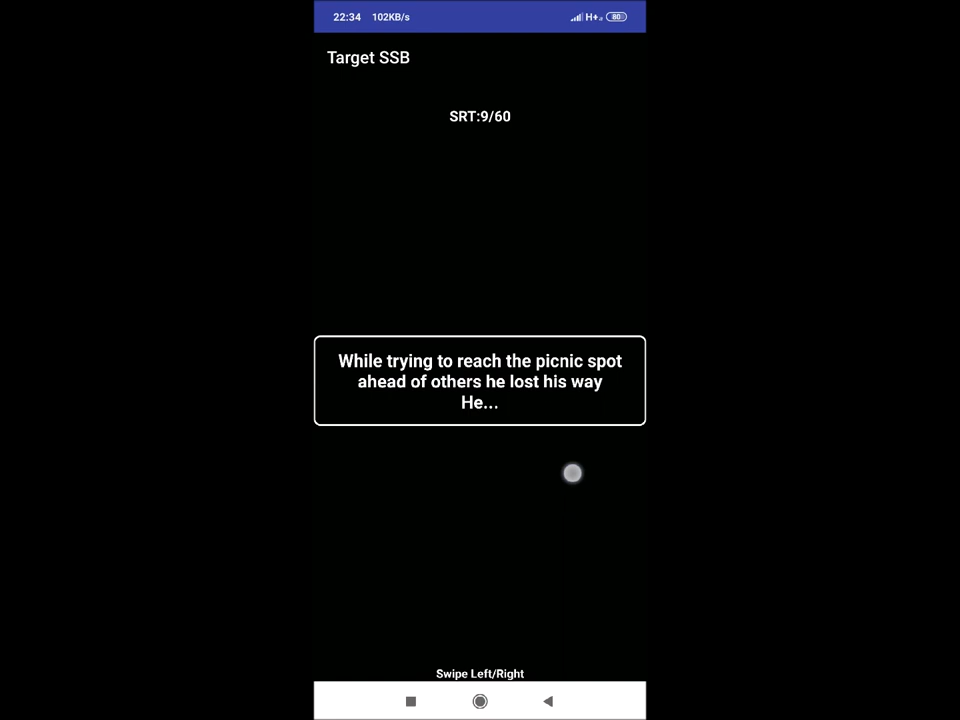 22:34 102KB/s H+ 80
Target SSB
SRT:9/60
While trying to reach the picnic spot
ahead of others he lost his way
He...
Swipe Left/Right